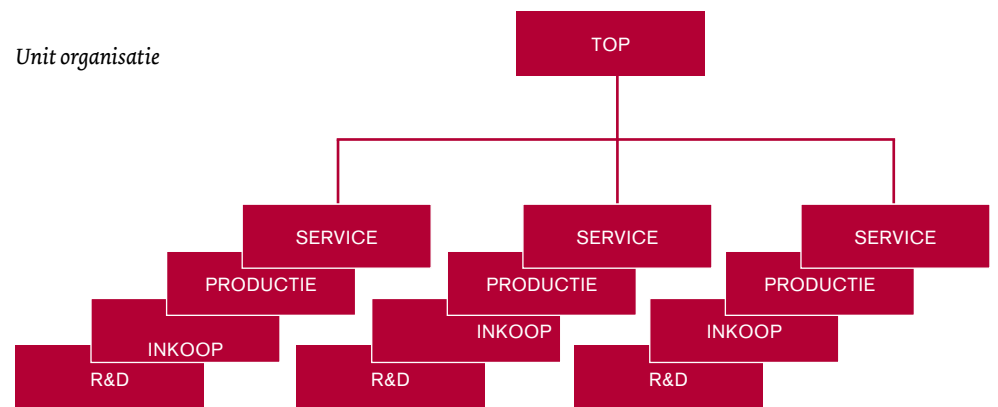 Unit organisatie
TOP
SERVICE
SERVICE
SERVICE
PRODUCTIE
PRODUCTIE
PRODUCTIE
INKOOP
INKOOP
INKOOP
R&D
R&D
R&D